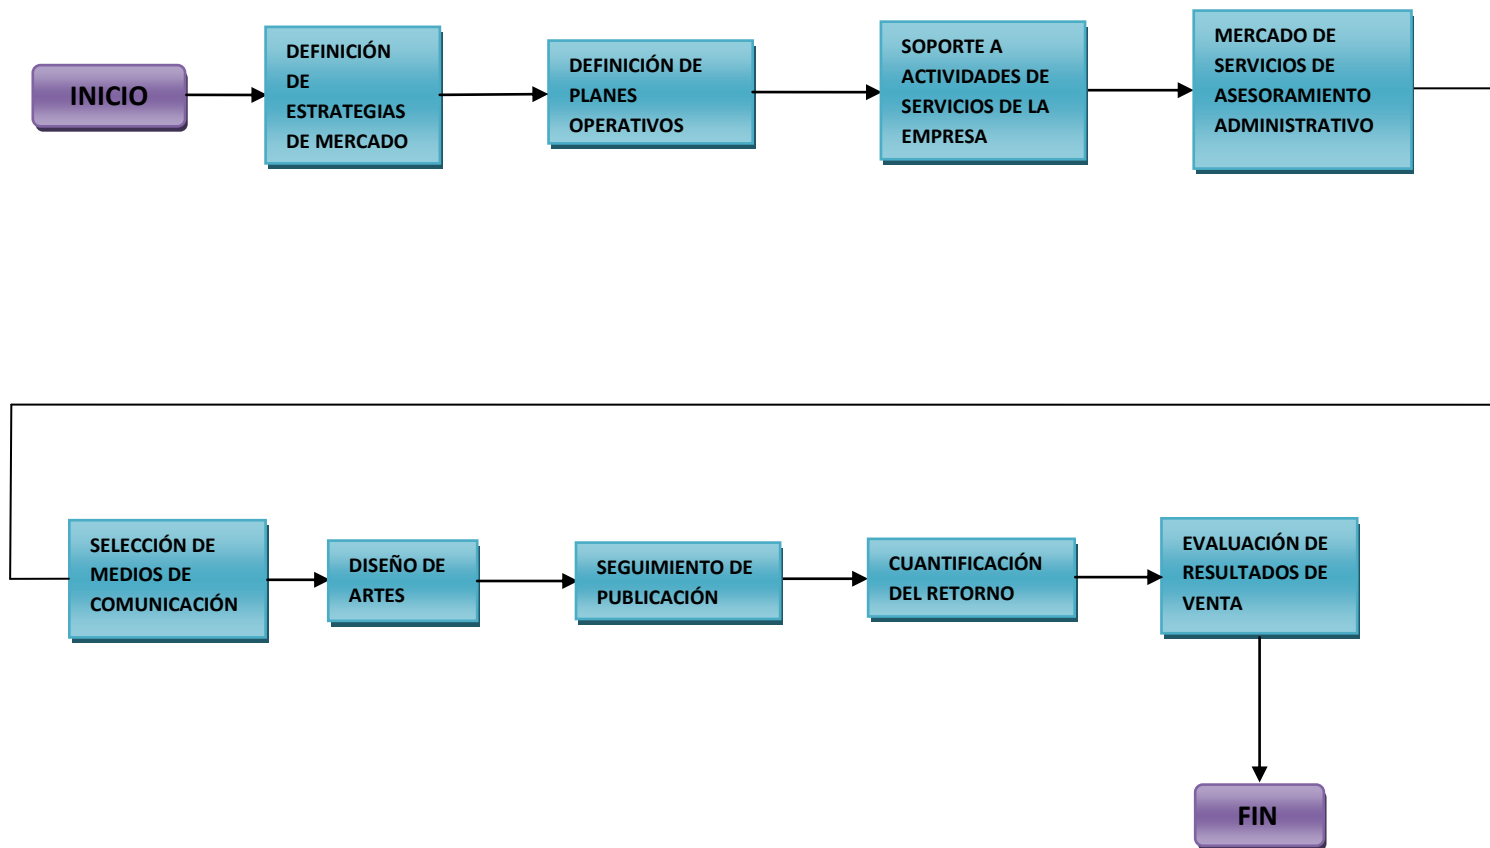 INICIO
DEFINICIÓN
DE
ESTRATEGIAS
DE MERCADO
DEFINICIÓN DE
PLANES
OPERATIVOS
SOPORTE A
ACTIVIDADES DE
SERVICIOS DE LA
EMPRESA
MERCADO DE
SERVICIOS DE
ASESORAMIENTO
ADMINISTRATIVO
SELECCIÓN DE
MEDIOS DE
COMUNICACIÓN
DISEÑO DE
ARTES
SEGUIMIENTO DE
PUBLICACIÓN
CUANTIFICACIÓN
DEL RETORNO
EVALUACIÓN DE
RESULTADOS DE
VENTA
FIN